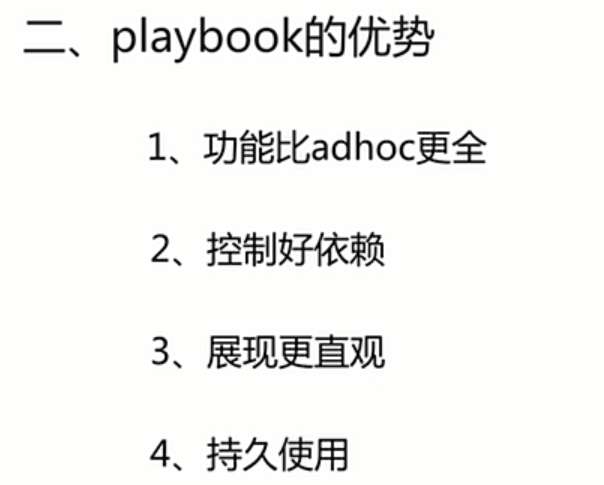 二、playbook的优势
1、功能比adhoc更全
2、控制好依赖
3、展现更直观
4、持久使用